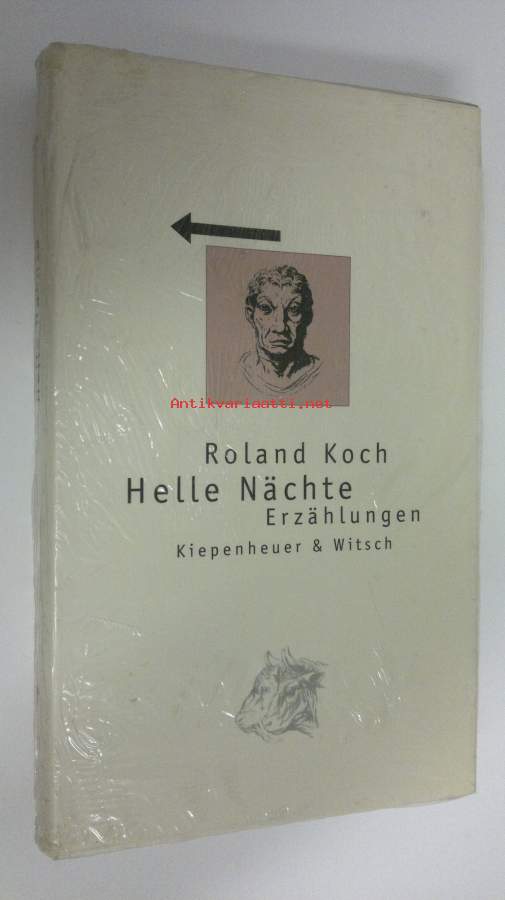 Antikvariaatti.net
Roland Koch
Helle Nächte
Erzählungen
Kiepenheuer & Witsch